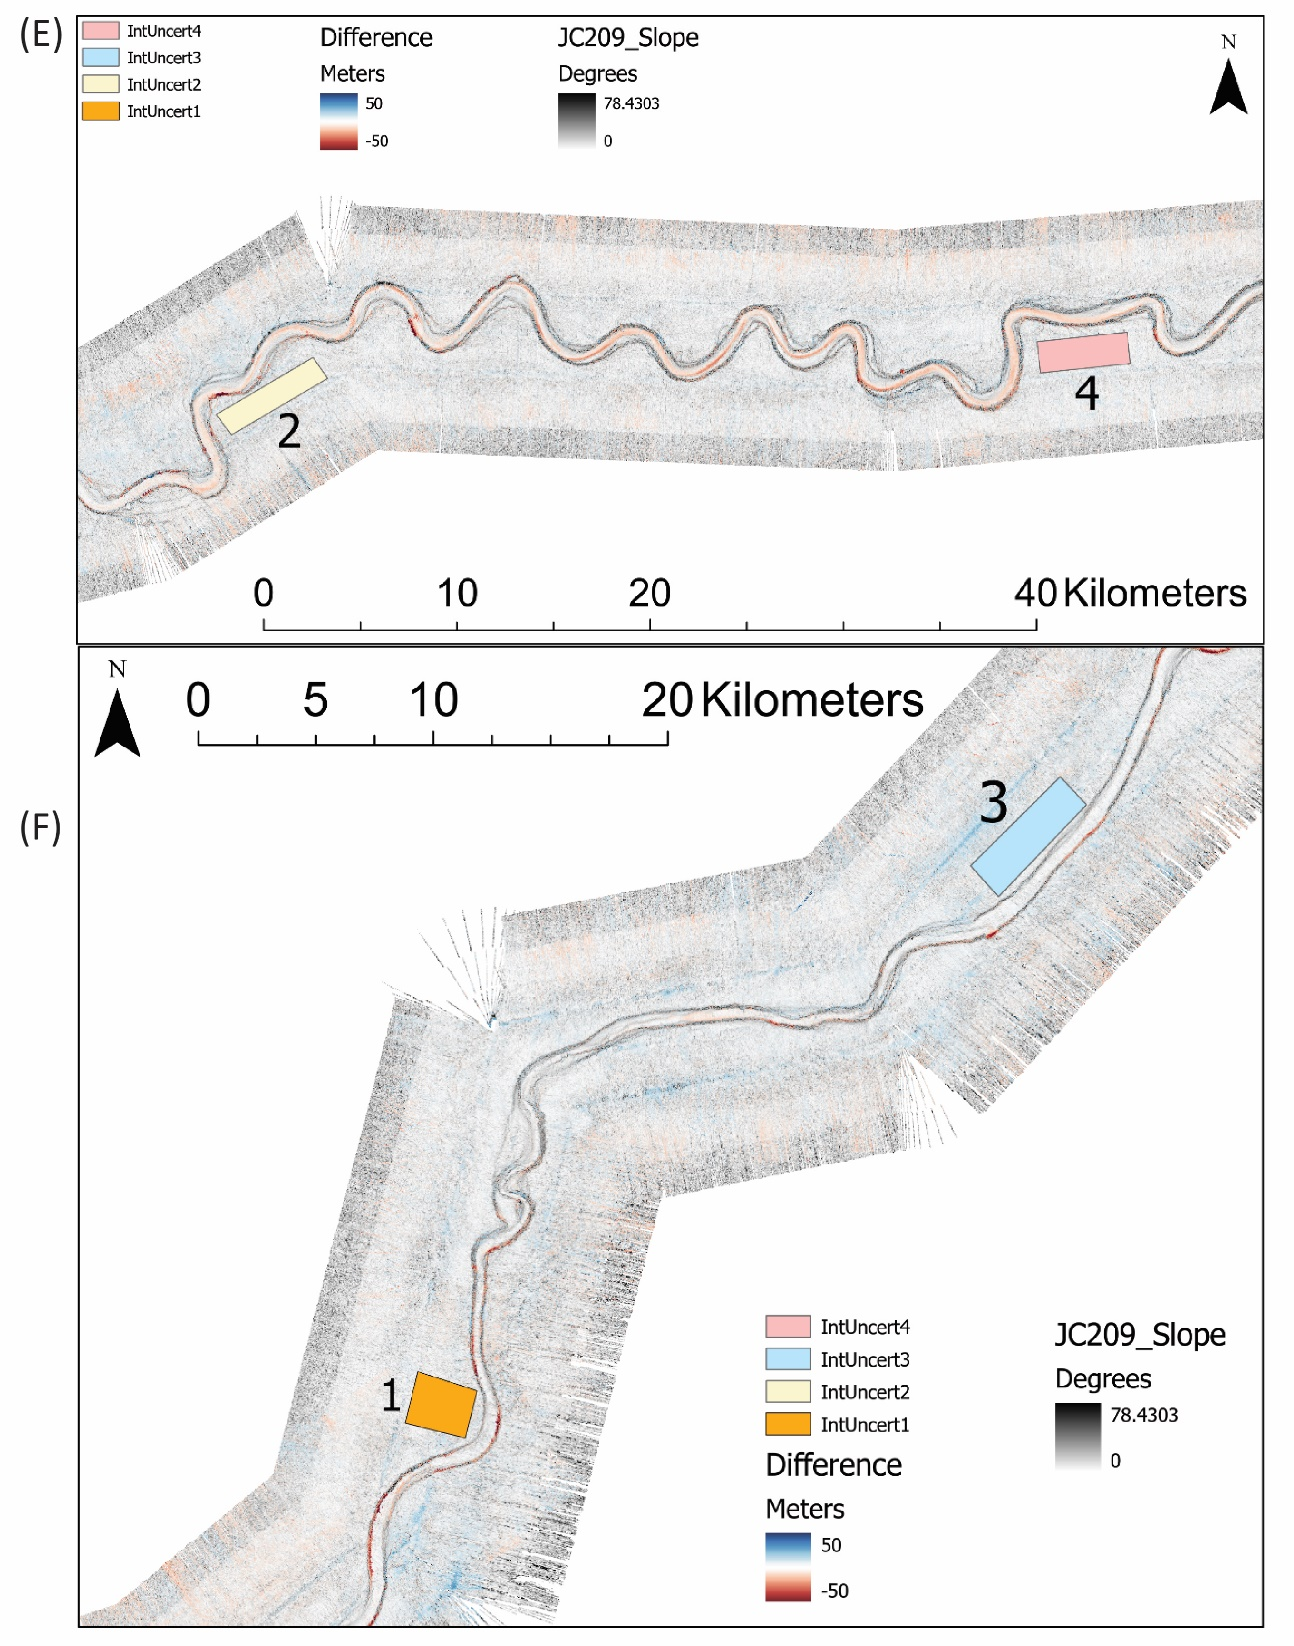 (E)
IntUncert4
IntUncert3
IntUncert2
IntUncert1
Difference
Meters
50
-50
JC209_Slope
Degrees
78.4303
0
N
2
4
0 10 20 40 Kilometers
N
0 5 10 20 Kilometers
(F)
3
1
IntUncert4
IntUncert3
IntUncert2
IntUncert1
Difference
Meters
50
-50
JC209_Slope
Degrees
78.4303
0